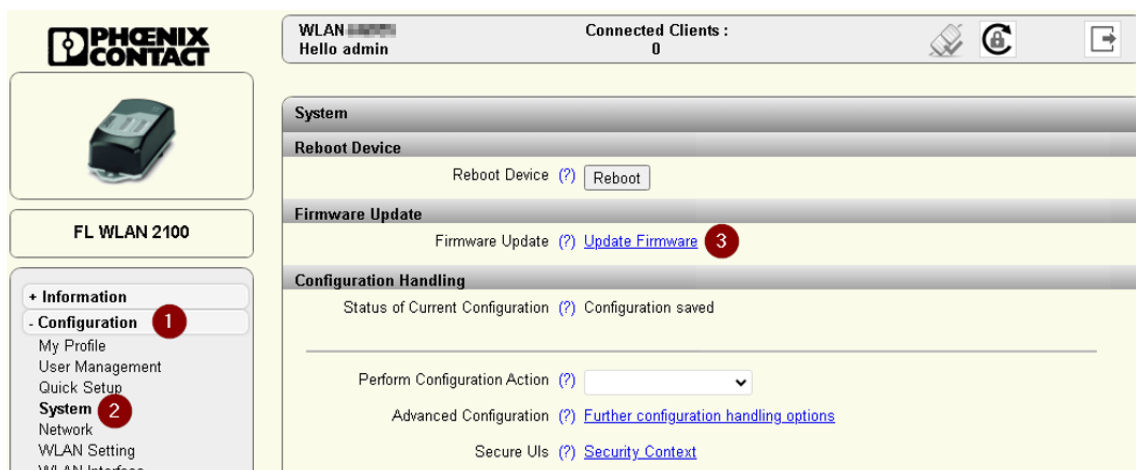 PHŒNIX
CONTACT
WLAN
Hello admin
Connected Clients :
0
FL WLAN 2100
+ Information
- Configuration 1
My Profile
User Management
Quick Setup
System 2
Network
WLAN Setting
WLAN Interface
System
Reboot Device
Reboot Device (?) Reboot
Firmware Update
Firmware Update (?) Update Firmware 3
Configuration Handling
Status of Current Configuration (?) Configuration saved
Perform Configuration Action (?)
Advanced Configuration (?) Further configuration handling options
Secure UIs (?) Security Context